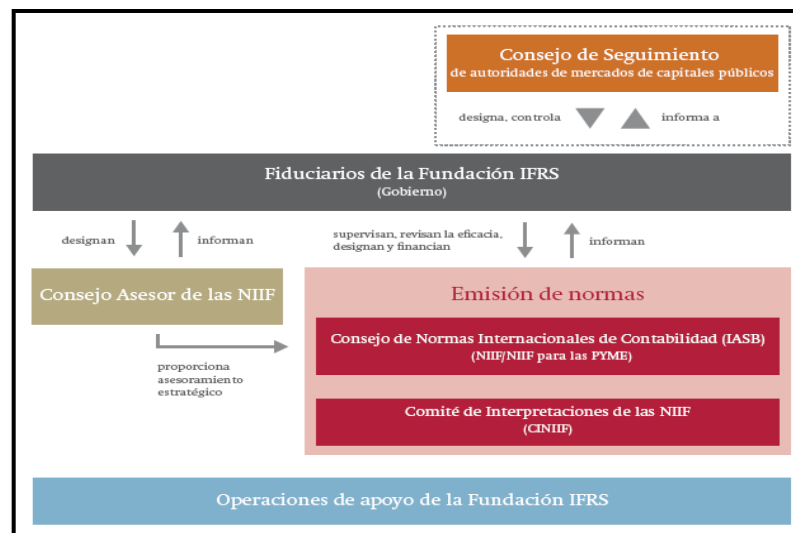 Consejo de Seguimiento
de autoridades de mercados de capitales públicos
designa, controla
informa a
Fiduciarios de la Fundación IFRS
(Gobierno)
designan
informan
supervisan, revisan la eficacia,
designan y financian
informan
Consejo Asesor de las NIIF
Emisión de normas
Consejo de Normas Internacionales de Contabilidad (IASB)
(NIIF/NIIF para las PYME)
proporciona
asesoramiento
estratégico
Comité de Interpretaciones de las NIIF
(CINIIF)
Operaciones de apoyo de la Fundación IFRS